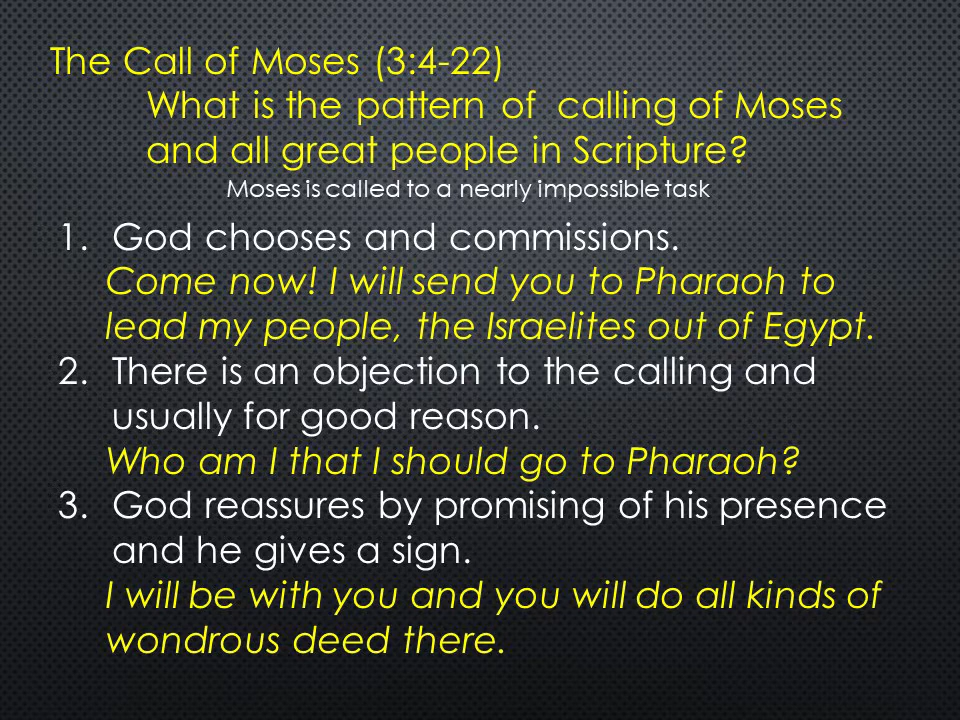 The Call of Moses (3:4-22)
What is the pattern of calling of Moses
and all great people in Scripture?
Moses is called to a nearly impossible task
1. God chooses and commissions.
Come now! I will send you to Pharaoh to
lead my people, the Israelites out of Egypt.
2. There is an objection to the calling and
usually for good reason.
Who am I that I should go to Pharaoh?
3. God reassures by promising of his presence
and he gives a sign.
I will be with you and you will do all kinds of
wondrous deed there.